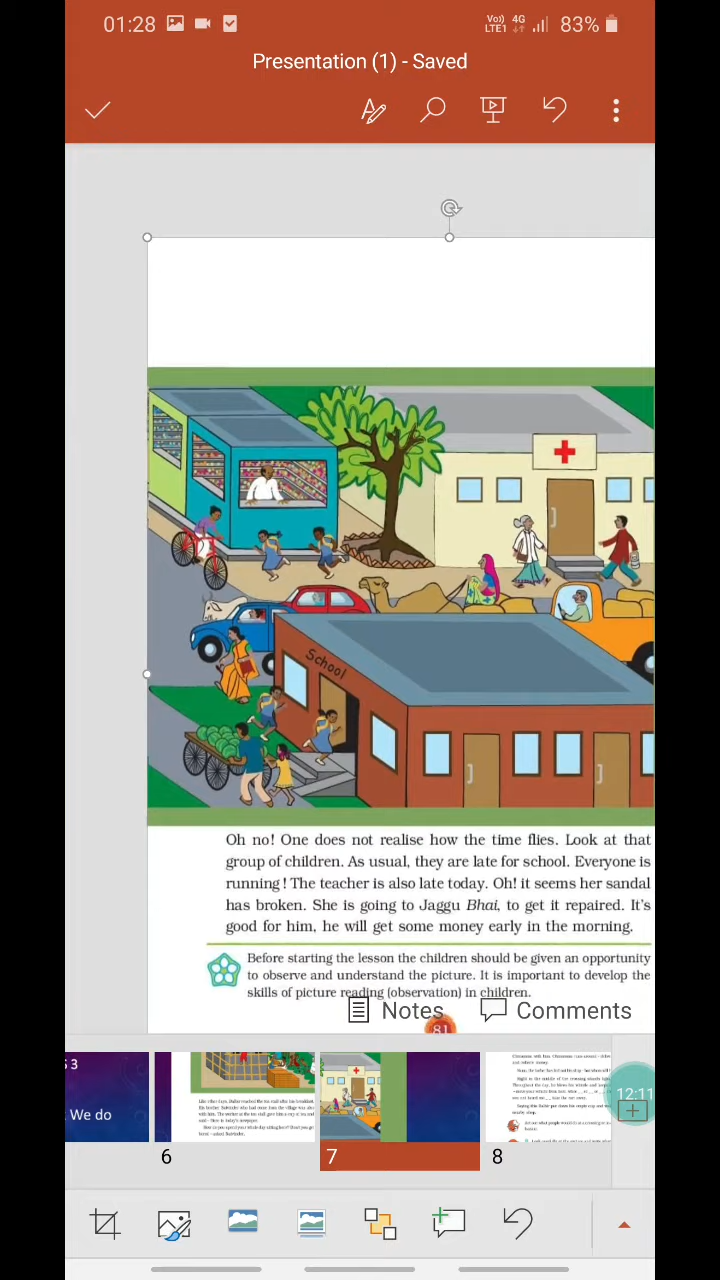 01:28
Vo)) 4G
LTE1
83%
Presentation (1) - Saved
School
Oh no! One does not realise how the time flies. Look at that
group of children. As usual, they are late for school. Everyone is
running! The teacher is also late today. Oh! it seems her sandal
has broken. She is going to Jaggu Bhai, to get it repaired. It's
good for him, he will get some money early in the morning.
Before starting the lesson the children should be given an opportunity
to observe and understand the picture. It is important to develop the
skills of picture reading (observation) in children.
Notes
Comments
81
S 3
We do
6
7
8
12:11